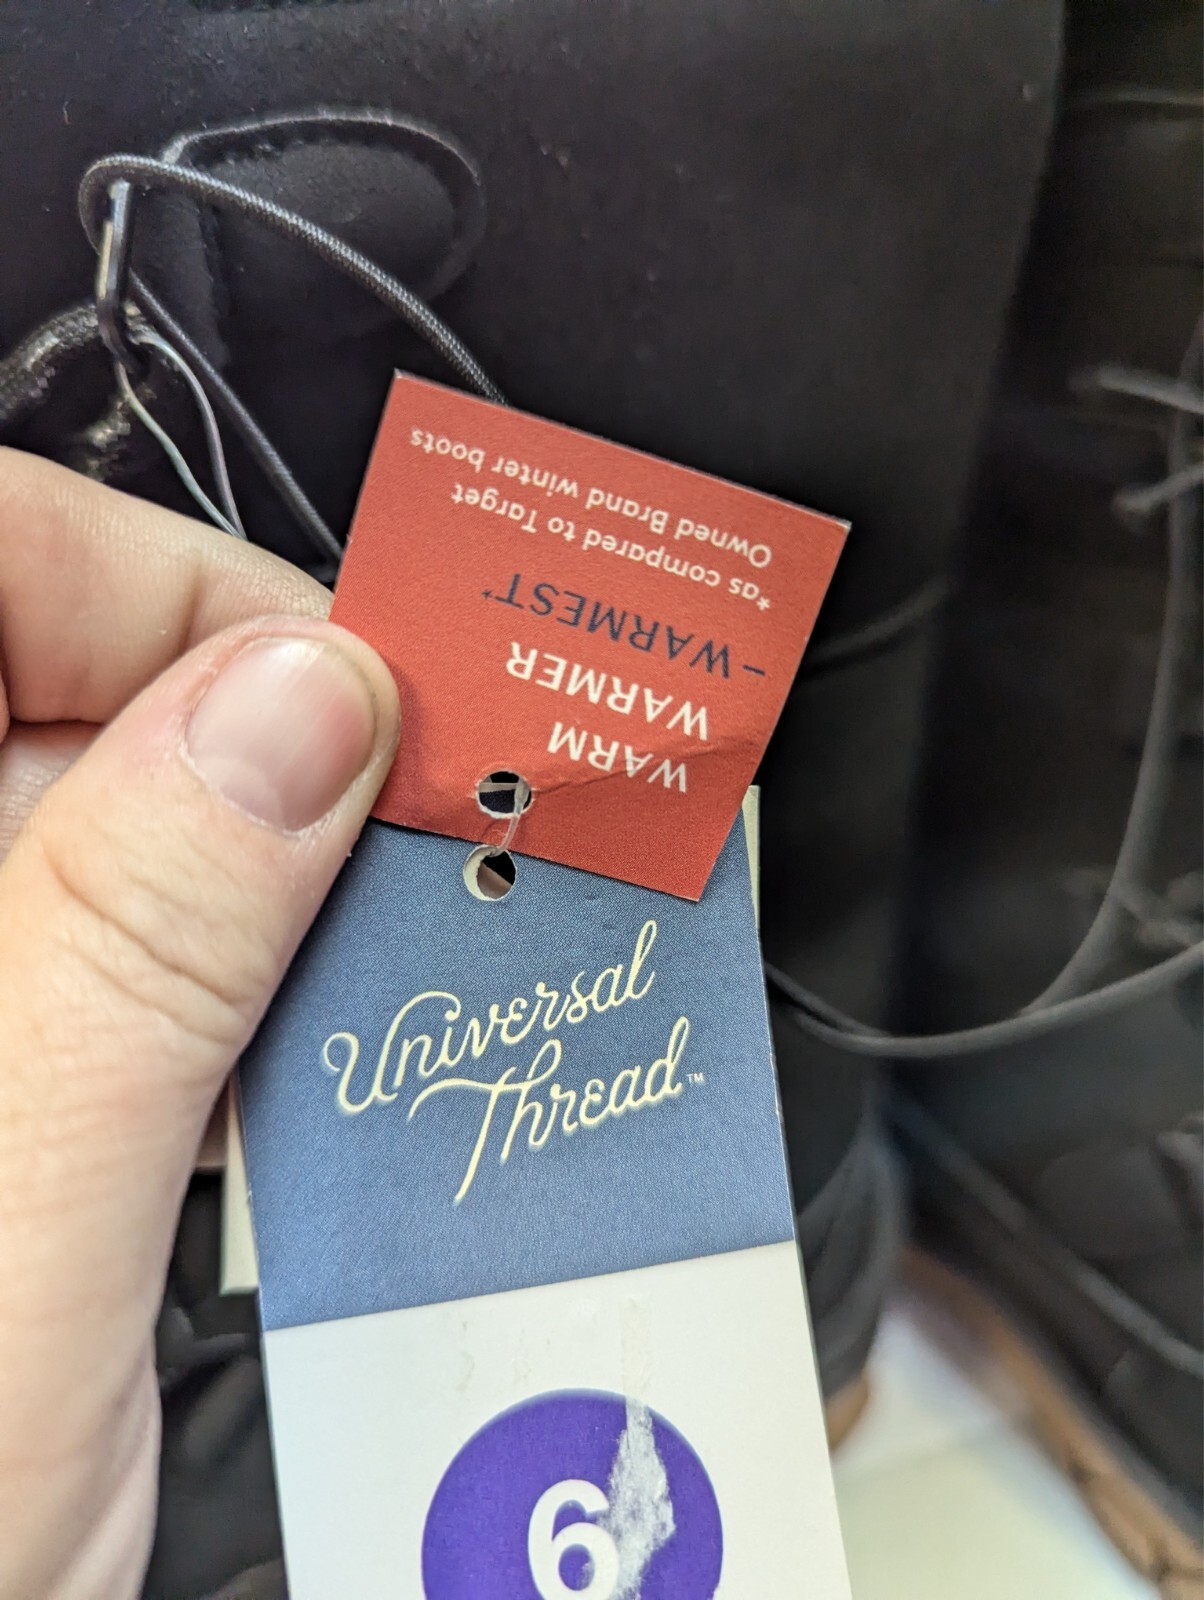 WARM
WARMER
–WARMEST*
*as compared to Target
Owned Brand winter boots
Universal
Thread™
6